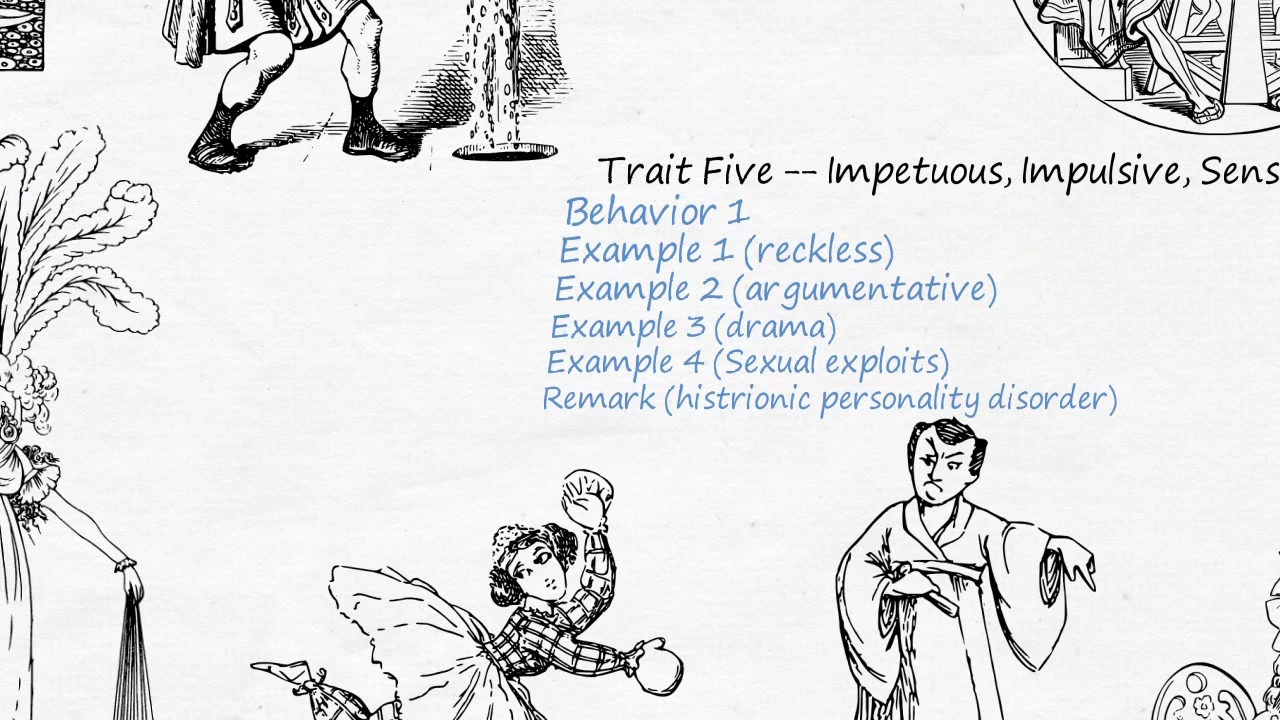 Trait Five -- Impetuous, Impulsive, Sens
Behavior 1
Example 1 (reckless)
Example 2 (argumentative)
Example 3 (drama)
Example 4 (Sexual exploits)
Remark (histrionic personality disorder)